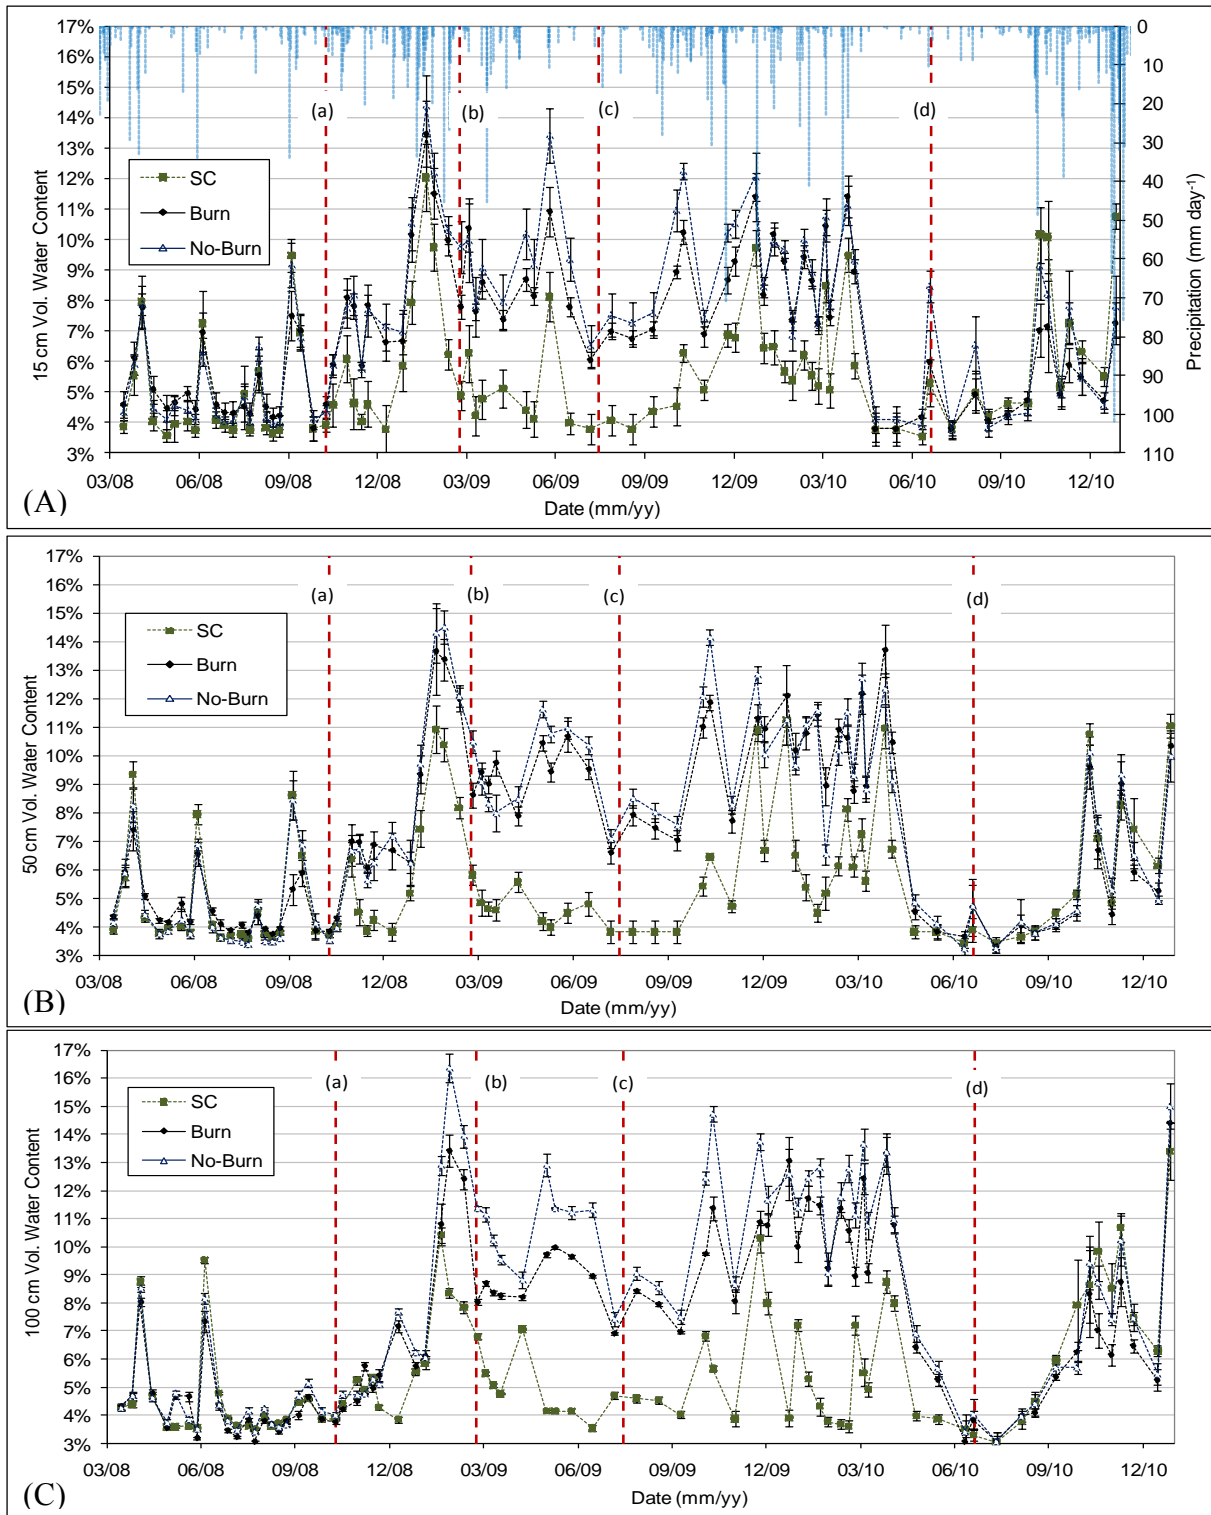 17% 0
16% 10
15% 20
14% 30
13% 40
12% 50
11% 60
10% 70
9% 80
8% 90
7% 100
6% 110
5%
4%
3%
(a) (b) (c) (d)
SC
Burn
No-Burn
15 cm Vol. Water Content
Precipitation (mm day⁻¹)
03/08 06/08 09/08 12/08 03/09 06/09 09/09 12/09 03/10 06/10 09/10 12/10
Date (mm/yy)
(A)
17%
16%
15%
14%
13%
12%
11%
10%
9%
8%
7%
6%
5%
4%
3%
(a) (b) (c) (d)
SC
Burn
No-Burn
50 cm Vol. Water Content
03/08 06/08 09/08 12/08 03/09 06/09 09/09 12/09 03/10 06/10 09/10 12/10
Date (mm/yy)
(B)
17%
16%
15%
14%
13%
12%
11%
10%
9%
8%
7%
6%
5%
4%
3%
(a) (b) (c) (d)
SC
Burn
No-Burn
100 cm Vol. Water Content
03/08 06/08 09/08 12/08 03/09 06/09 09/09 12/09 03/10 06/10 09/10 12/10
Date (mm/yy)
(C)